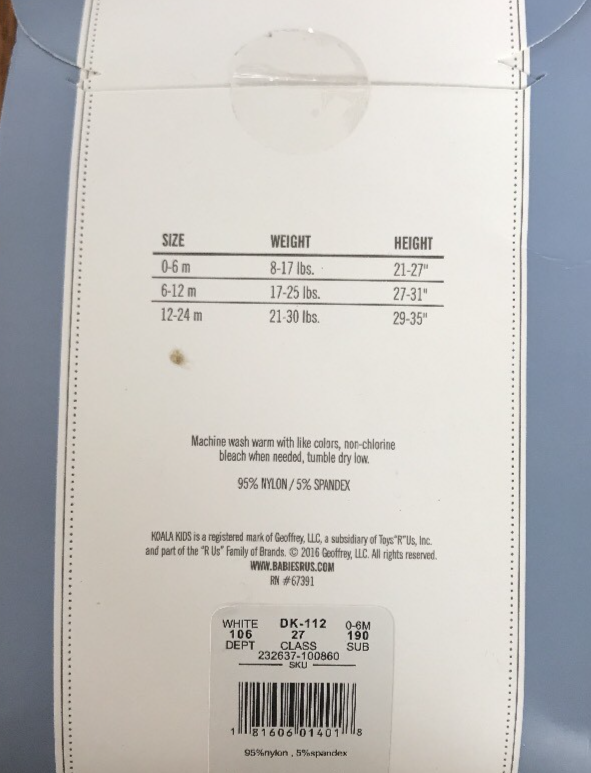 SIZE WEIGHT HEIGHT
0-6 m 8-17 lbs. 21-27"
6-12 m 17-25 lbs. 27-31"
12-24 m 21-30 lbs. 29-35"
Machine wash warm with like colors, non-chlorine
bleach when needed, tumble dry low.
95% NYLON / 5% SPANDEX
KOALA KIDS is a registered mark of Geoffrey, LLC, a subsidiary of Toys"R"Us, Inc.
and part of the "R Us" Family of Brands. © 2016 Geoffrey, LLC. All rights reserved.
WWW.BABIESRUS.COM
RN #67391
WHITE DK-112 0-6M
106 27 190
DEPT CLASS SUB
232637-100860
SKU
1 81606 01401 8
95%nylon , 5%spandex